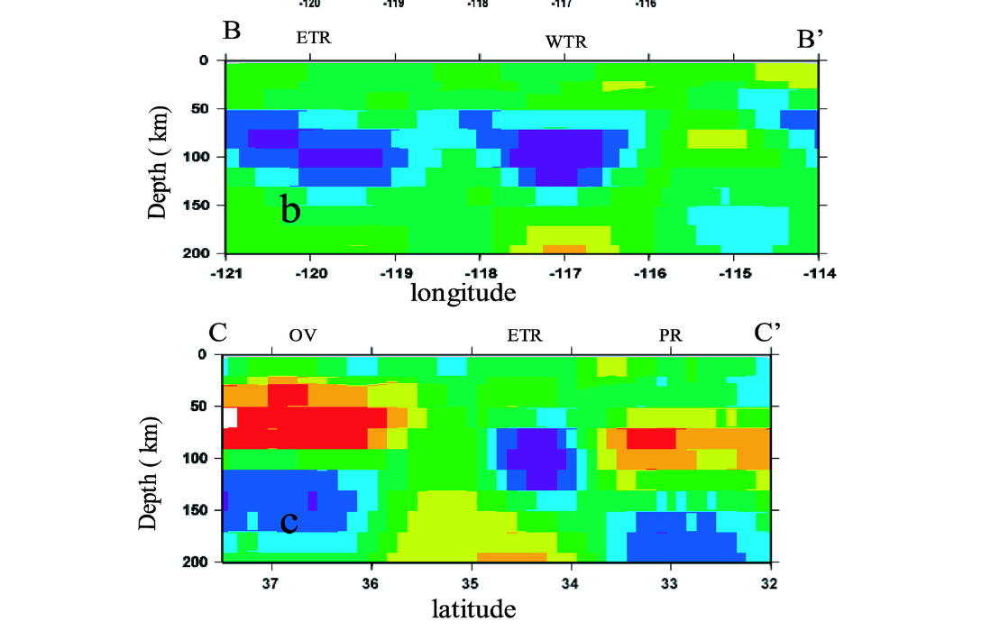 -120 -119 -118 -117 -116
B ETR WTR B’
0
50
100
150
200
Depth ( km)
b
-121 -120 -119 -118 -117 -116 -115 -114
longitude
C OV ETR PR C’
0
50
100
150
200
Depth ( km)
c
37 36 35 34 33 32
latitude